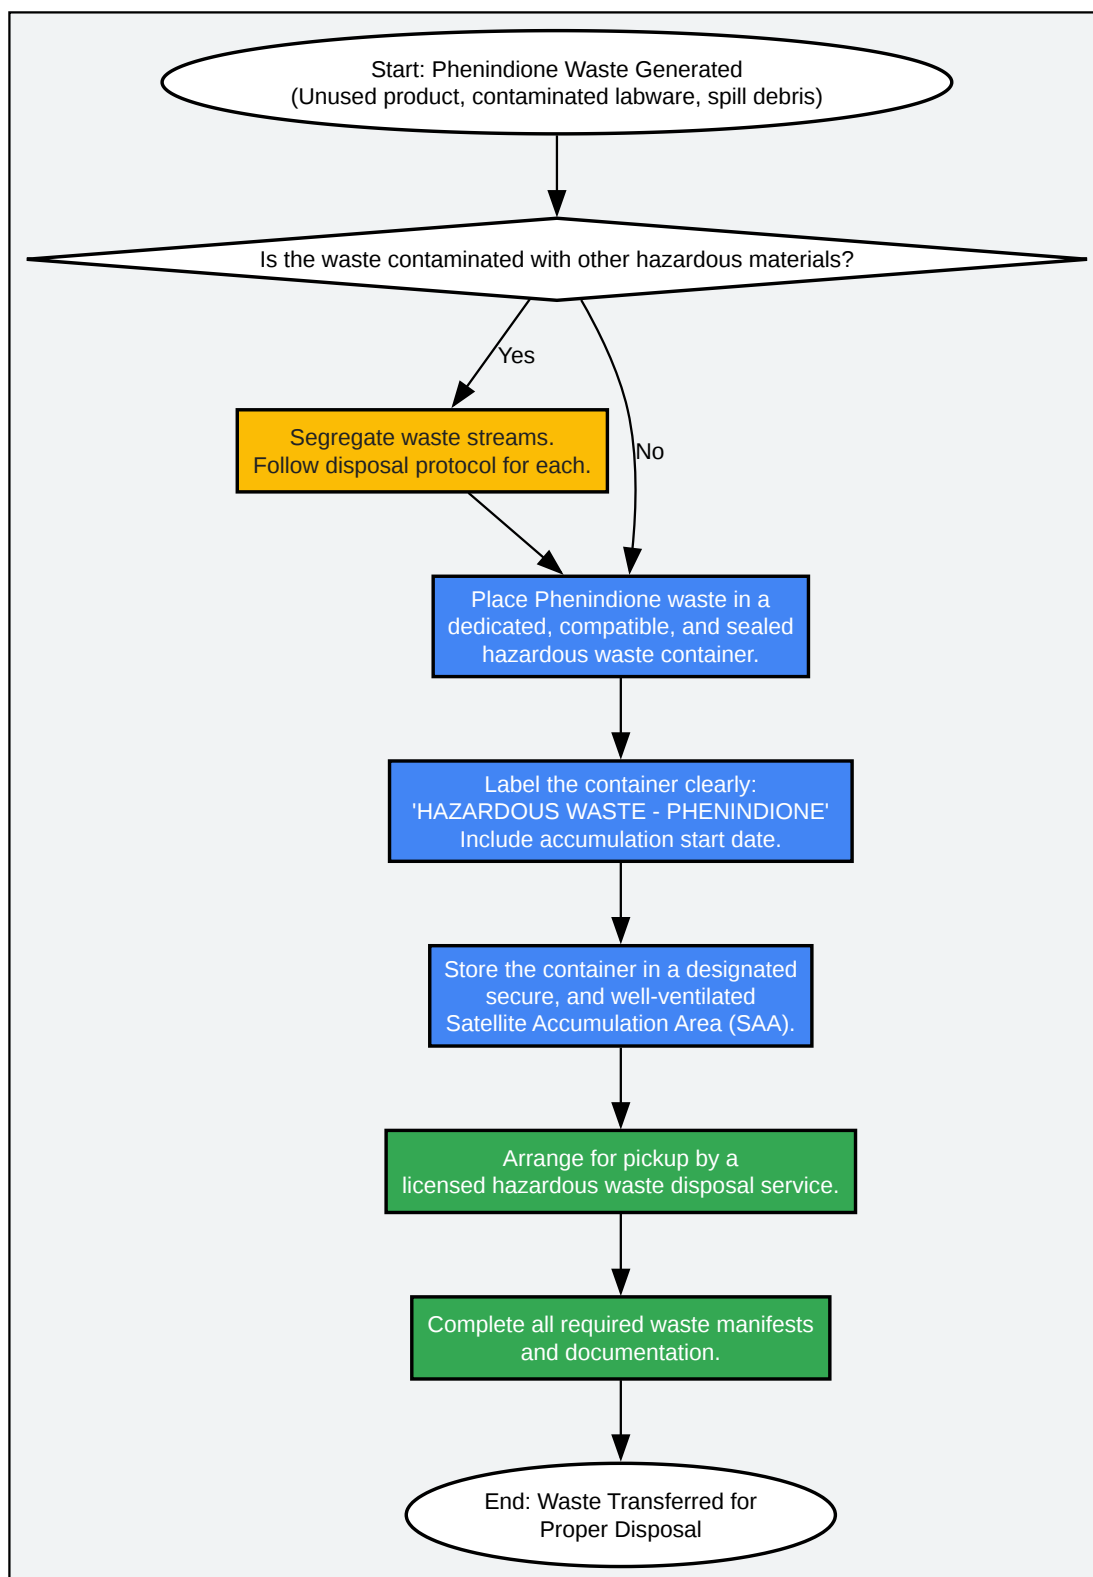 Start: Phenindione Waste Generated
(Unused product, contaminated labware, spill debris)
Is the waste contaminated with other hazardous materials?
Yes
Segregate waste streams.
Follow disposal protocol for each.
No
Place Phenindione waste in a
dedicated, compatible, and sealed
hazardous waste container.
Label the container clearly:
'HAZARDOUS WASTE - PHENINDIONE'
Include accumulation start date.
Store the container in a designated
secure, and well-ventilated
Satellite Accumulation Area (SAA).
Arrange for pickup by a
licensed hazardous waste disposal service.
Complete all required waste manifests
and documentation.
End: Waste Transferred for
Proper Disposal